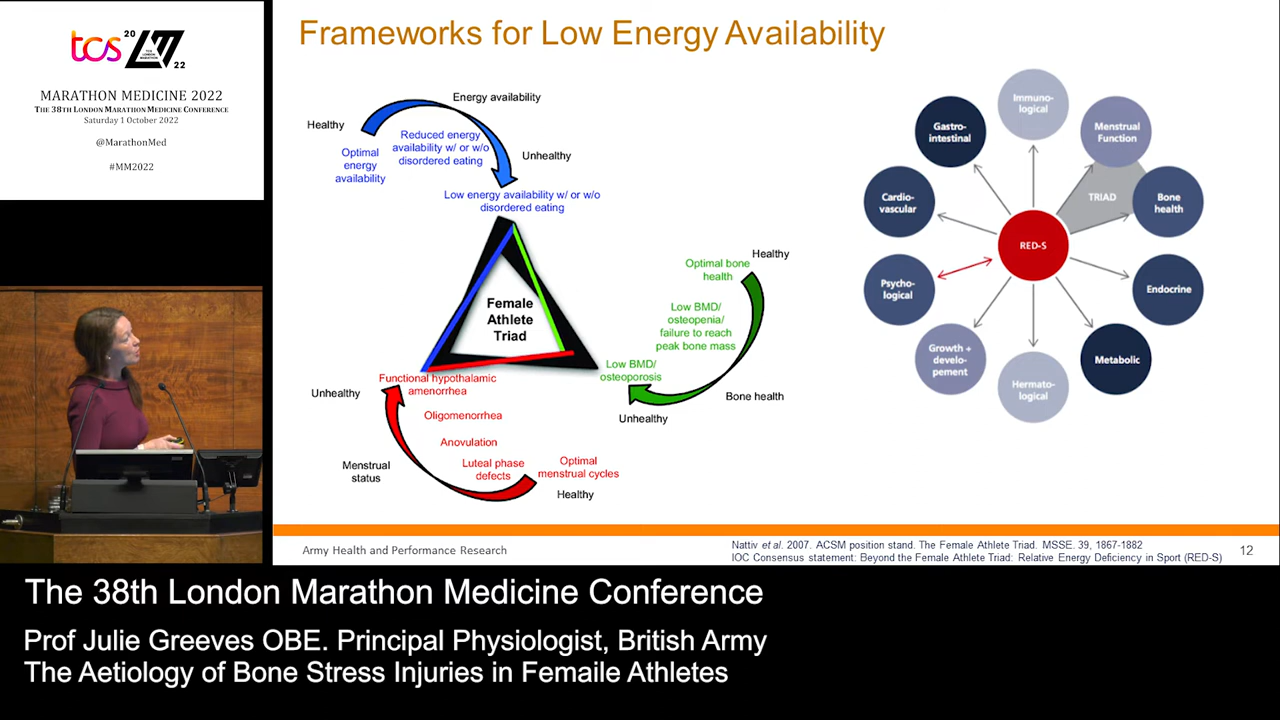 tcs 20 22
MARATHON MEDICINE 2022
THE 38TH LONDON MARATHON MEDICINE CONFERENCE
Saturday 1 October 2022
@MarathonMed
#MM2022
Frameworks for Low Energy Availability
Energy availability
Healthy
Optimal
energy
availability
Reduced energy
availability w/ or w/o
disordered eating
Unhealthy
Low energy availability w/ or w/o
disordered eating
Female
Athlete
Triad
Healthy
Optimal bone
health
Low BMD/
osteopenia/
failure to reach
peak bone mass
Low BMD/
osteoporosis
Bone health
Unhealthy
Functional hypothalamic
amenorrhea
Unhealthy
Oligomenorrhea
Anovulation
Luteal phase
defects
Optimal
menstrual cycles
Menstrual
status
Healthy
Immuno-
logical
Menstrual
Function
TRIAD
Bone
health
Endocrine
Metabolic
Hermato-
logical
Growth +
develo-
pement
Psycho-
logical
Cardio-
vascular
Gastro-
intestinal
RED-S
Army Health and Performance Research
Nattiv et al. 2007. ACSM position stand. The Female Athlete Triad. MSSE. 39, 1867-1882
IOC Consensus statement: Beyond the Female Athlete Triad: Relative Energy Deficiency in Sport (RED-S)
12
The 38th London Marathon Medicine Conference
Prof Julie Greeves OBE. Principal Physiologist, British Army
The Aetiology of Bone Stress Injuries in Femaile Athletes